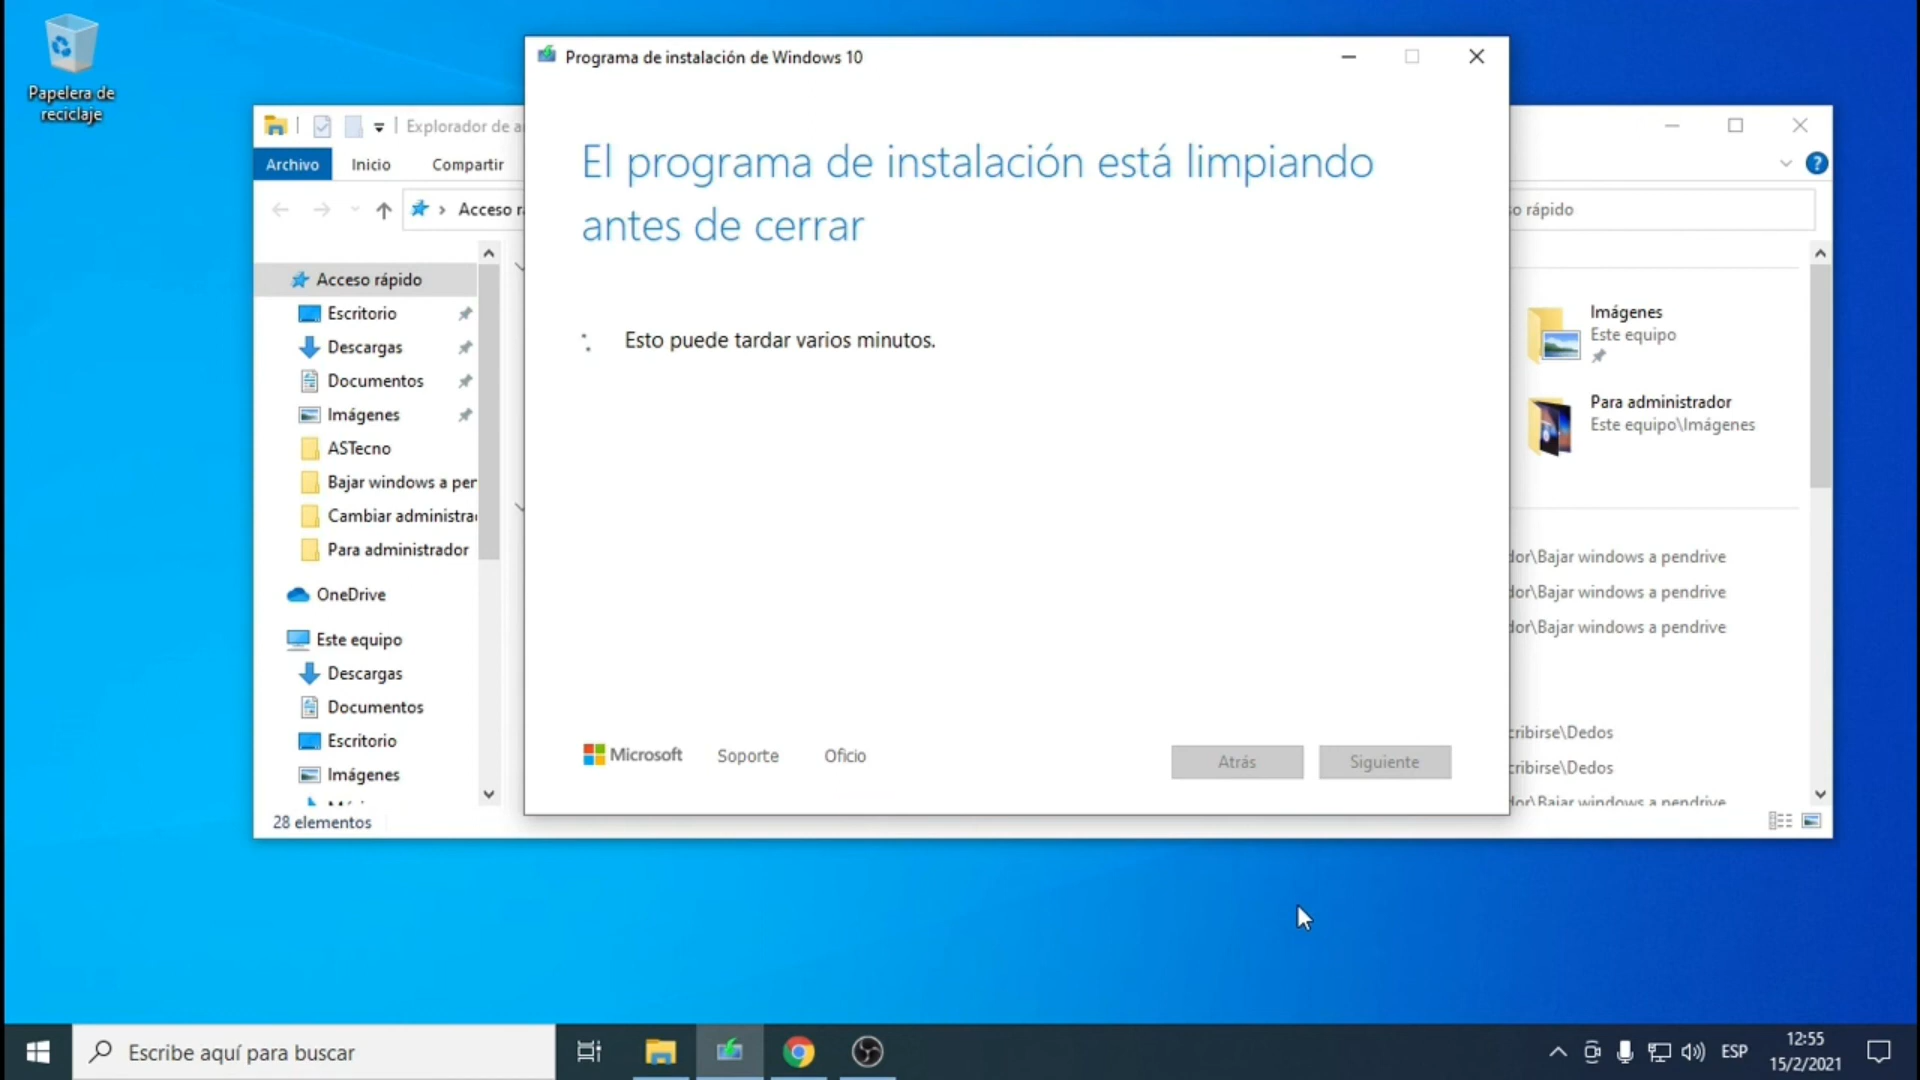 Papelera de
reciclaje
Programa de instalación de Windows 10
El programa de instalación está limpiando
antes de cerrar
Esto puede tardar varios minutos.
Microsoft
Soporte
Oficio
Atrás
Siguiente
Explorador de a
Archivo
Inicio
Compartir
Acceso r
o rápido
Acceso rápido
Escritorio
Descargas
Documentos
Imágenes
ASTecno
Bajar windows a pen
Cambiar administra
Para administrador
OneDrive
Este equipo
Descargas
Documentos
Escritorio
Imágenes
28 elementos
Imágenes
Este equipo
Para administrador
Este equipo\Imágenes
dor\Bajar windows a pendrive
dor\Bajar windows a pendrive
dor\Bajar windows a pendrive
cribirse\Dedos
cribirse\Dedos
dor\Bajar windows a pendrive
Escribe aquí para buscar
ESP
12:55
15/2/2021